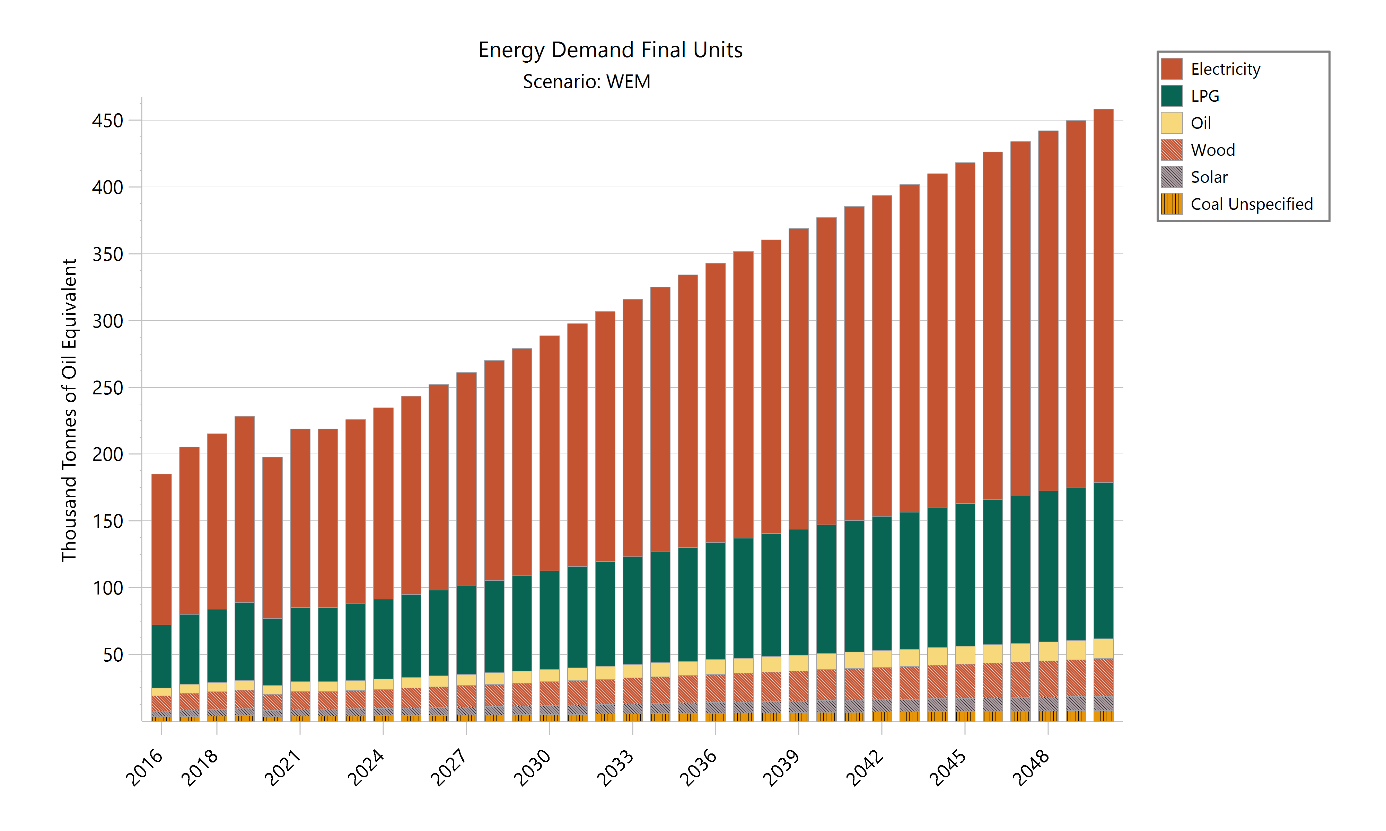 Energy Demand Final Units
Scenario: WEM
Electricity
LPG
Oil
Wood
Solar
Coal Unspecified
Thousand Tonnes of Oil Equivalent
450
400
350
300
250
200
150
100
50
2016
2018
2021
2024
2027
2030
2033
2036
2039
2042
2045
2048